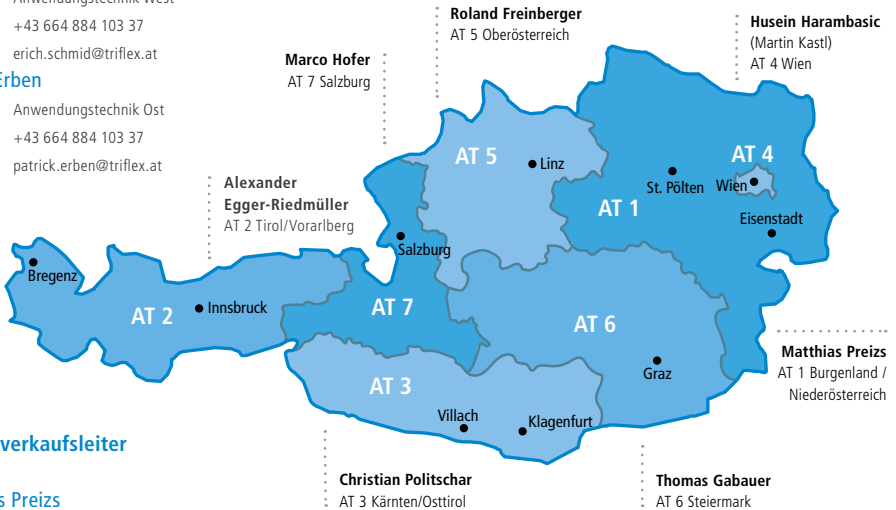 Anwendungstechnik West
+43 664 884 103 37
erich.schmid@triflex.at
Erben
Anwendungstechnik Ost
+43 664 884 103 37
patrick.erben@triflex.at
Marco Hofer
AT 7 Salzburg
Roland Freinberger
AT 5 Oberösterreich
Husein Harambasic
(Martin Kastl)
AT 4 Wien
Alexander
Egger-Riedmüller
AT 2 Tirol/Vorarlberg
AT 5
Linz
AT 4
St. Pölten
Wien
AT 1
Eisenstadt
Salzburg
Bregenz
AT 2
Innsbruck
AT 7
AT 6
Graz
AT 3
Villach
Klagenfurt
Matthias Preizs
AT 1 Burgenland /
Niederösterreich
verkaufsleiter
s Preizs
Christian Politschar
AT 3 Kärnten/Osttirol
Thomas Gabauer
AT 6 Steiermark